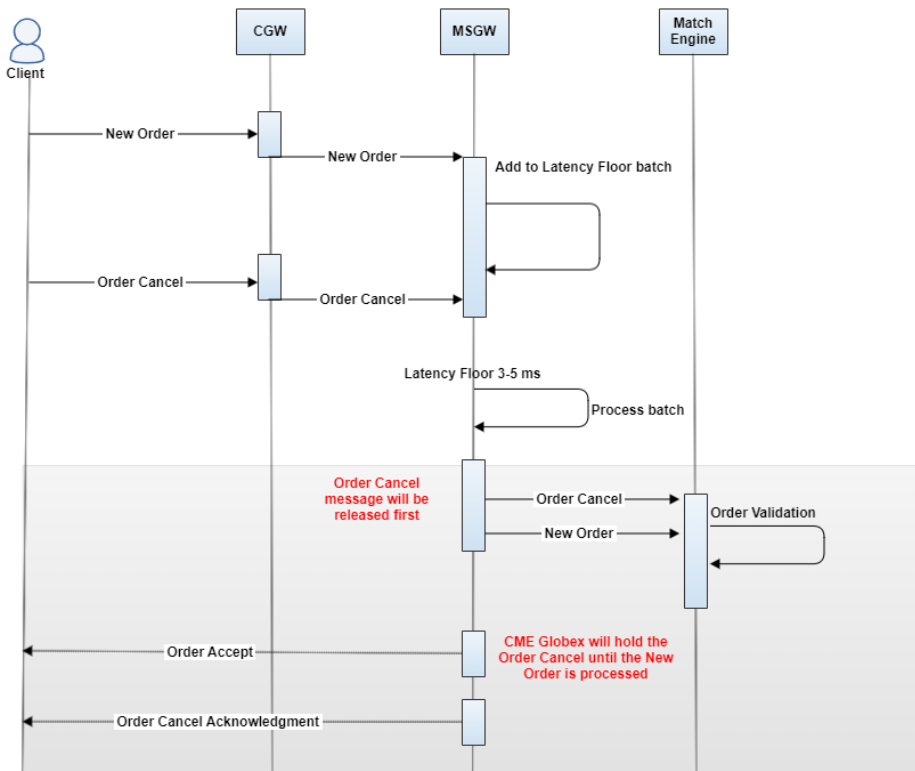 Client
CGW
MSGW
Match
Engine
New Order
New Order
Add to Latency Floor batch
Order Cancel
Order Cancel
Latency Floor 3-5 ms
Process batch
Order Cancel
message will be
released first
Order Cancel
New Order
Order Validation
Order Accept
CME Globex will hold the
Order Cancel until the New
Order is processed
Order Cancel Acknowledgment